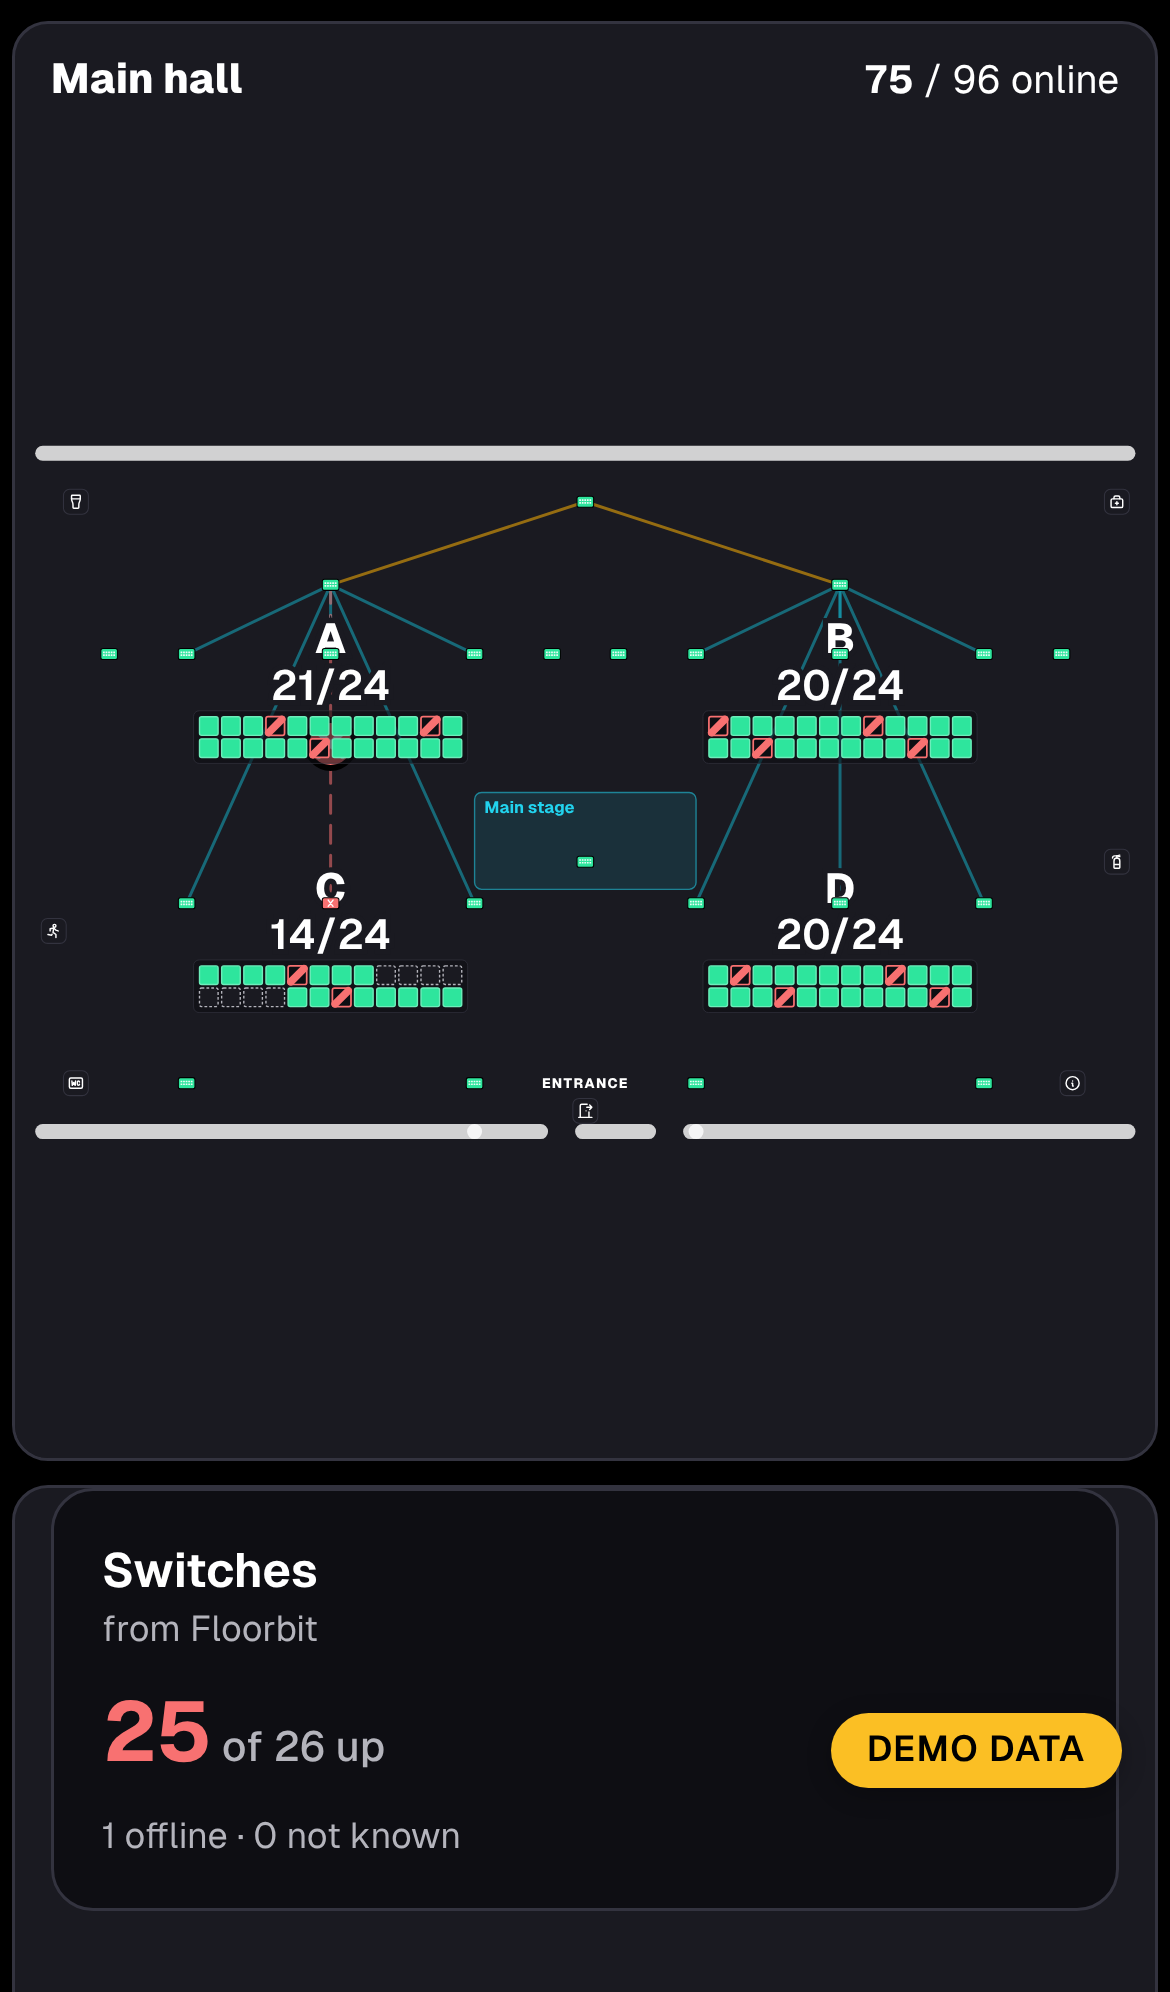 Main hall
75 / 96 online
A
21/24
B
20/24
Main stage
C
14/24
D
20/24
WC
ENTRANCE
Switches
from Floorbit
25 of 26 up
DEMO DATA
1 offline · 0 not known